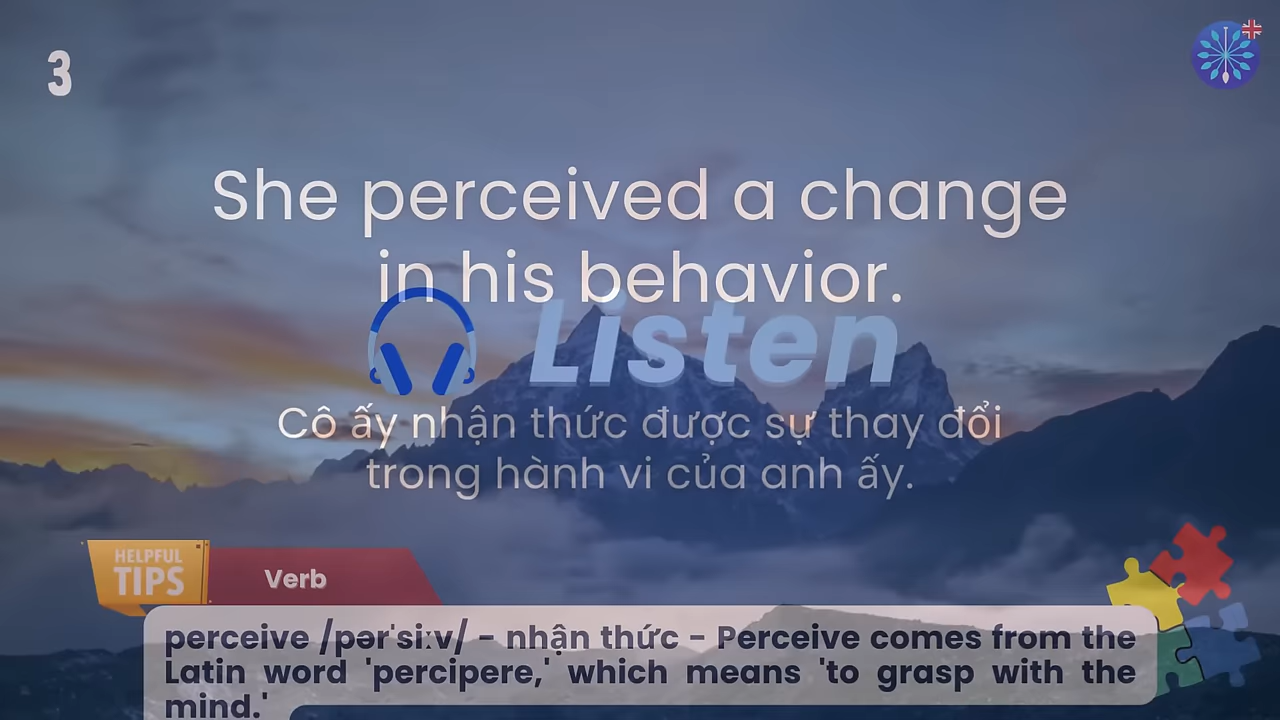 3
She perceived a change
in his behavior.
Listen
Cô ấy nhận thức được sự thay đổi
trong hành vi của anh ấy.
HELPFUL
TIPS
Verb
perceive /pərˈsiːv/ - nhận thức - Perceive comes from the
Latin word 'percipere,' which means 'to grasp with the
mind.'